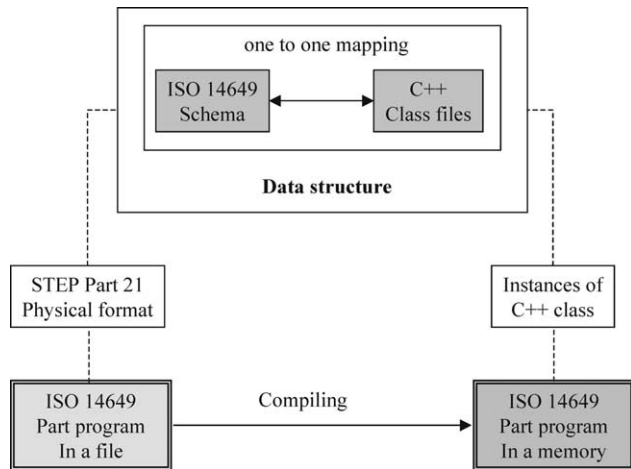 one to one mapping
ISO 14649
Schema
C++
Class files
Data structure
STEP Part 21
Physical format
Instances of
C++ class
ISO 14649
Part program
In a file
Compiling
ISO 14649
Part program
In a memory